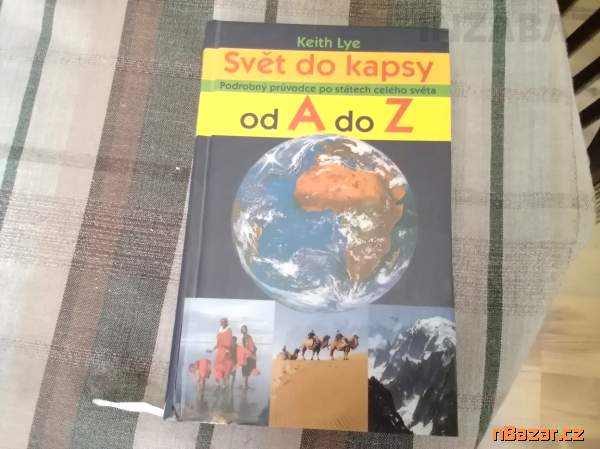 Keith Lye
Svět do kapsy
Podrobný průvodce po státech celého světa
od A do Z
nBazar.cz